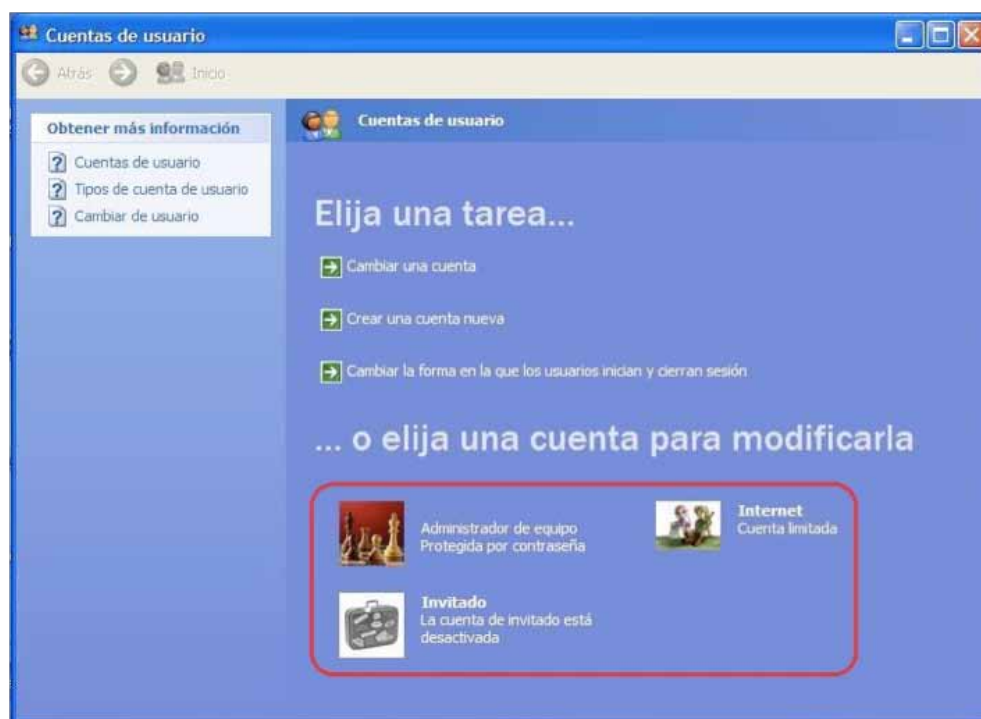 Cuentas de usuario
Atrás
Inicio
Obtener más información
Cuentas de usuario
Tipos de cuenta de usuario
Cambiar de usuario
Cuentas de usuario
Elija una tarea...
Cambiar una cuenta
Crear una cuenta nueva
Cambiar la forma en la que los usuarios inician y cierran sesión
... o elija una cuenta para modificarla
Administrador de equipo
Protegida por contraseña
Internet
Cuenta limitada
Invitado
La cuenta de invitado está
desactivada